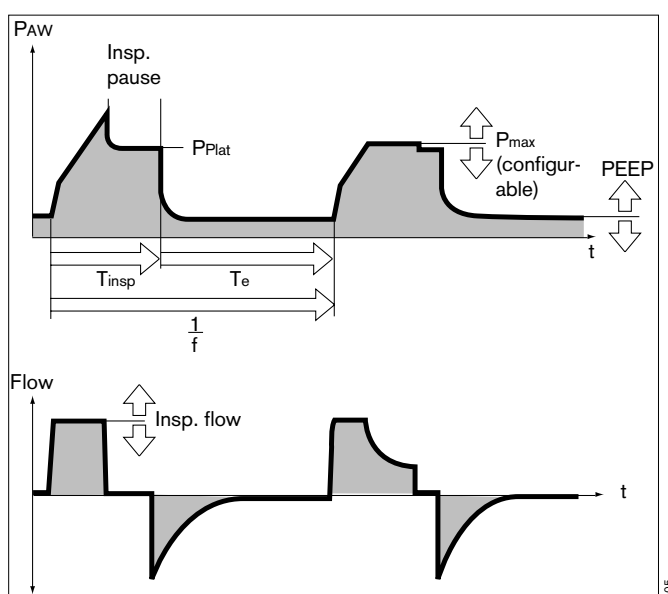 PAW
Insp.
pause
PPlat
Pmax
(configur-
able)
PEEP
t
Tinsp
Te
1
f
Flow
Insp. flow
t